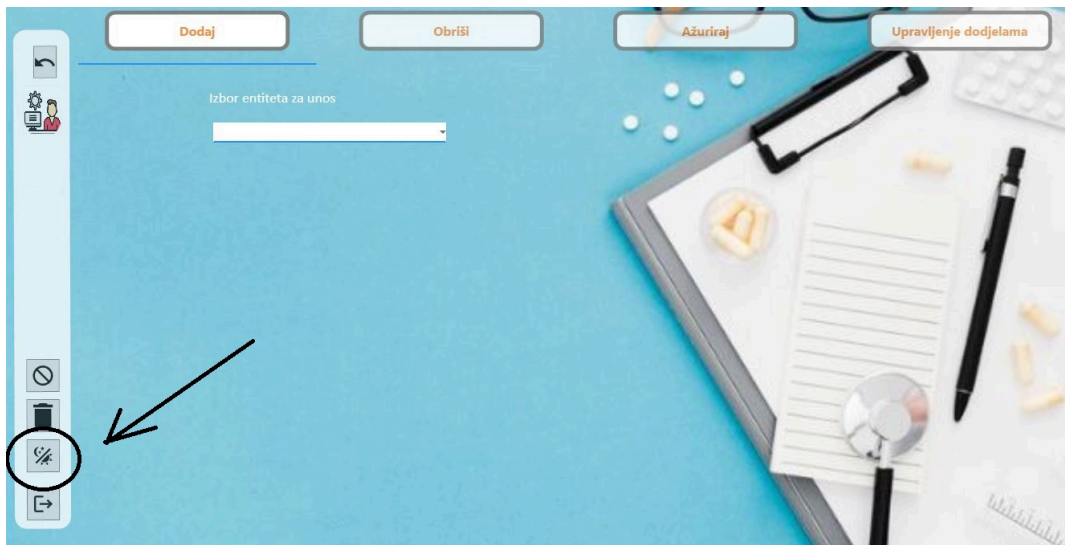 Dodaj
Obriši
Ažuriraj
Upravljenje dodjelama
Izbor entiteta za unos